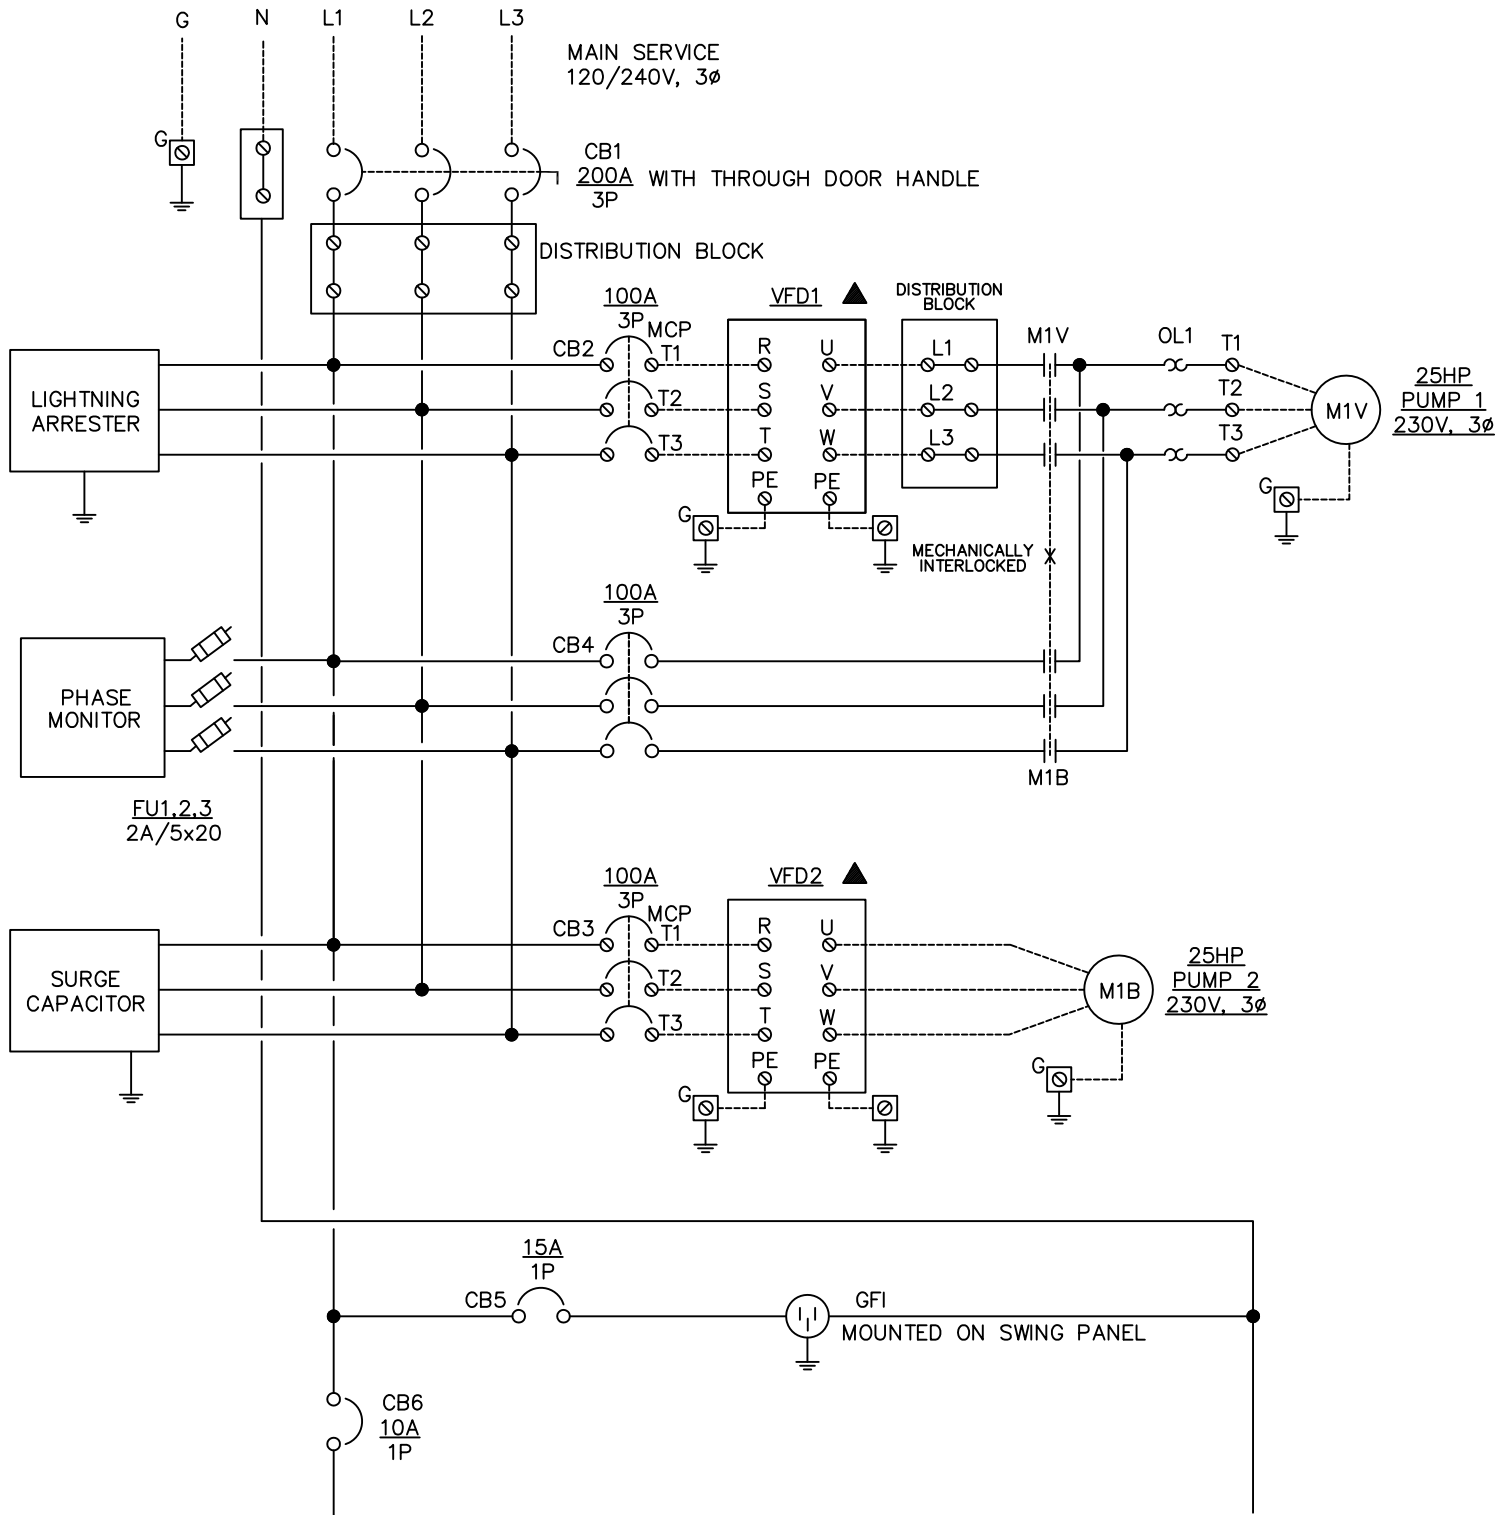 G
N
L1
L2
L3
MAIN SERVICE
120/240V, 3ø
G
CB1
200A WITH THROUGH DOOR HANDLE
3P
DISTRIBUTION BLOCK
LIGHTNING
ARRESTER
100A
3P
MCP
CB2
T1
T2
T3
VFD1
R
S
T
PE
U
V
W
PE
G
DISTRIBUTION
BLOCK
L1
L2
L3
M1V
OL1
T1
T2
T3
M1V
25HP
PUMP 1
230V, 3ø
G
MECHANICALLY
INTERLOCKED
PHASE
MONITOR
FU1,2,3
2A/5x20
100A
3P
CB4
M1B
SURGE
CAPACITOR
100A
3P
MCP
CB3
T1
T2
T3
VFD2
R
S
T
PE
U
V
W
PE
G
M1B
25HP
PUMP 2
230V, 3ø
G
15A
1P
CB5
GFI
MOUNTED ON SWING PANEL
CB6
10A
1P